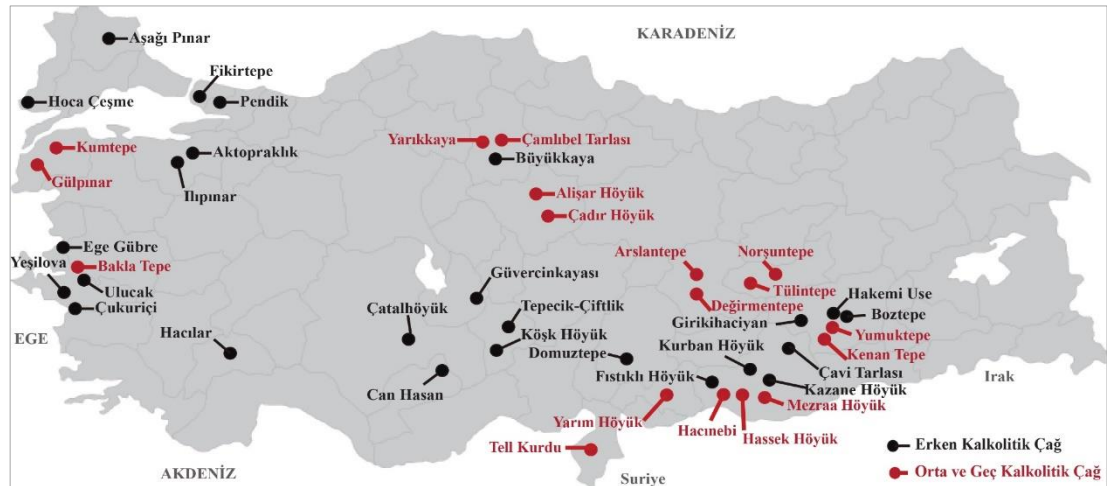 KARADENİZ
Aşağı Pınar
Fikirtepe
Hoca Çeşme
Pendik
Kumtepe
Yarıkkaya
Çamlıbel Tarlası
Aktopraklık
Büyükkaya
Gülpınar
Ilıpınar
Alişar Höyük
Çadır Höyük
Ege Gübre
Arslantepe
Norşuntepe
Yeşilova
Bakla Tepe
Güvercinkayası
Tülintepe
Ulucak
Değirmentepe
Hakemi Use
Çukuriçi
Çatalhöyük
Tepecik-Çiftlik
Girikihaciyan
Boztepe
EGE
Hacılar
Köşk Höyük
Yumuktepe
Domuztepe
Kurban Höyük
Kenan Tepe
Çavi Tarlası
Irak
Can Hasan
Fıstıklı Höyük
Kazane Höyük
Mezraa Höyük
Yarım Höyük
Hacınebi
Hassek Höyük
Tell Kurdu
Erken Kalkolitik Çağ
AKDENİZ
Suriye
Orta ve Geç Kalkolitik Çağ